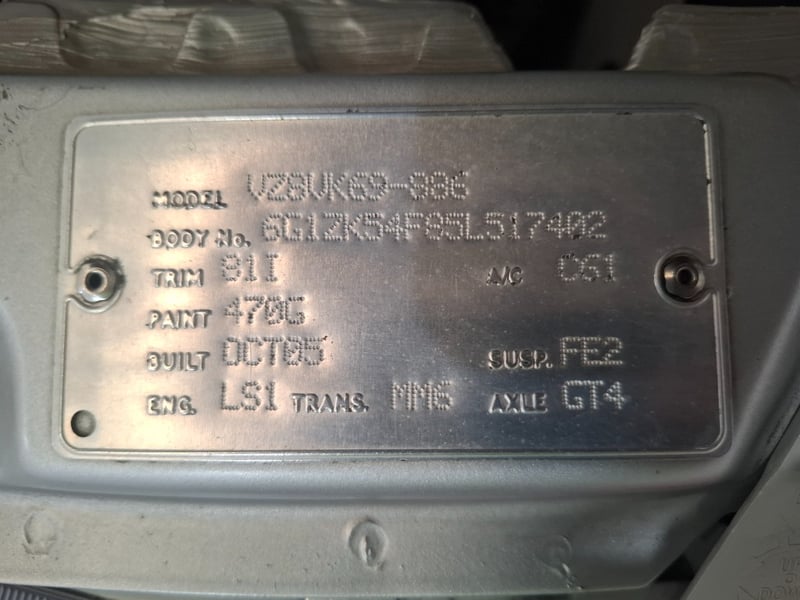 MODEL VZ8VK69-886
BODY No. 6G1ZK54F85L517402
TRIM 81I A/C C61
PAINT 470G
BUILT OCT05 SUSP. FE2
ENG. LS1 TRANS. MM6 AXLE GT4